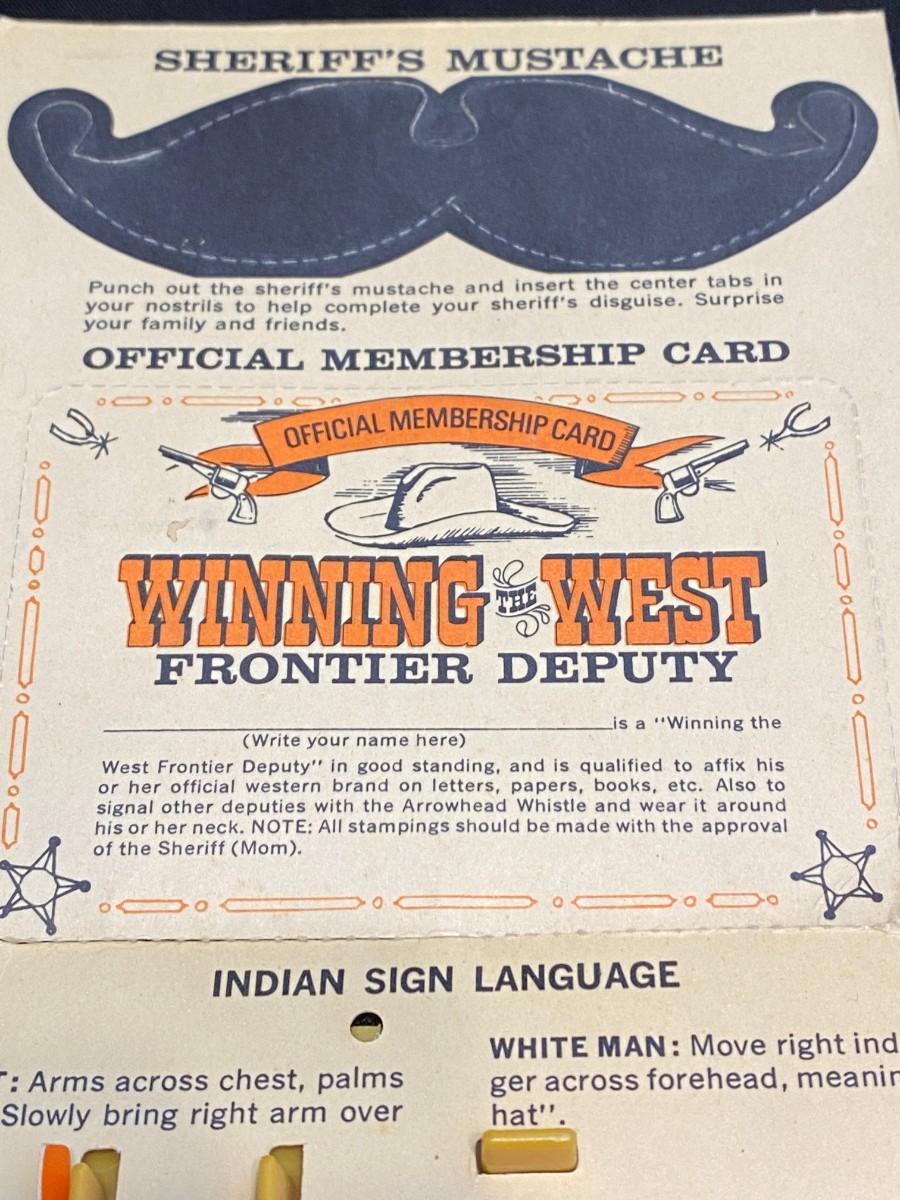 SHERIFF'S MUSTACHE
Punch out the sheriff's mustache and insert the center tabs in
your nostrils to help complete your sheriff's disguise. Surprise
your family and friends.
OFFICIAL MEMBERSHIP CARD
OFFICIAL MEMBERSHIP CARD
WINNING THE WEST
FRONTIER DEPUTY
is a "Winning the
(Write your name here)
West Frontier Deputy" in good standing, and is qualified to affix his
or her official western brand on letters, papers, books, etc. Also to
signal other deputies with the Arrowhead Whistle and wear it around
his or her neck. NOTE: All stampings should be made with the approval
of the Sheriff (Mom).
INDIAN SIGN LANGUAGE
: Arms across chest, palms
Slowly bring right arm over
WHITE MAN: Move right ind
ger across forehead, meanin
hat".